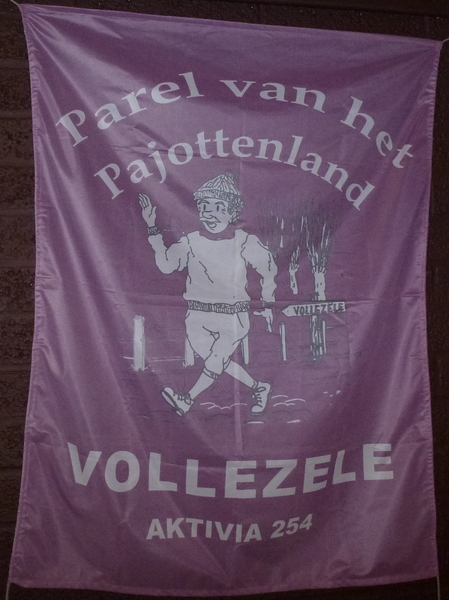 Parel van het
Pajottenland
VOLLEZELE
VOLLEZELE
AKTIVIA 254